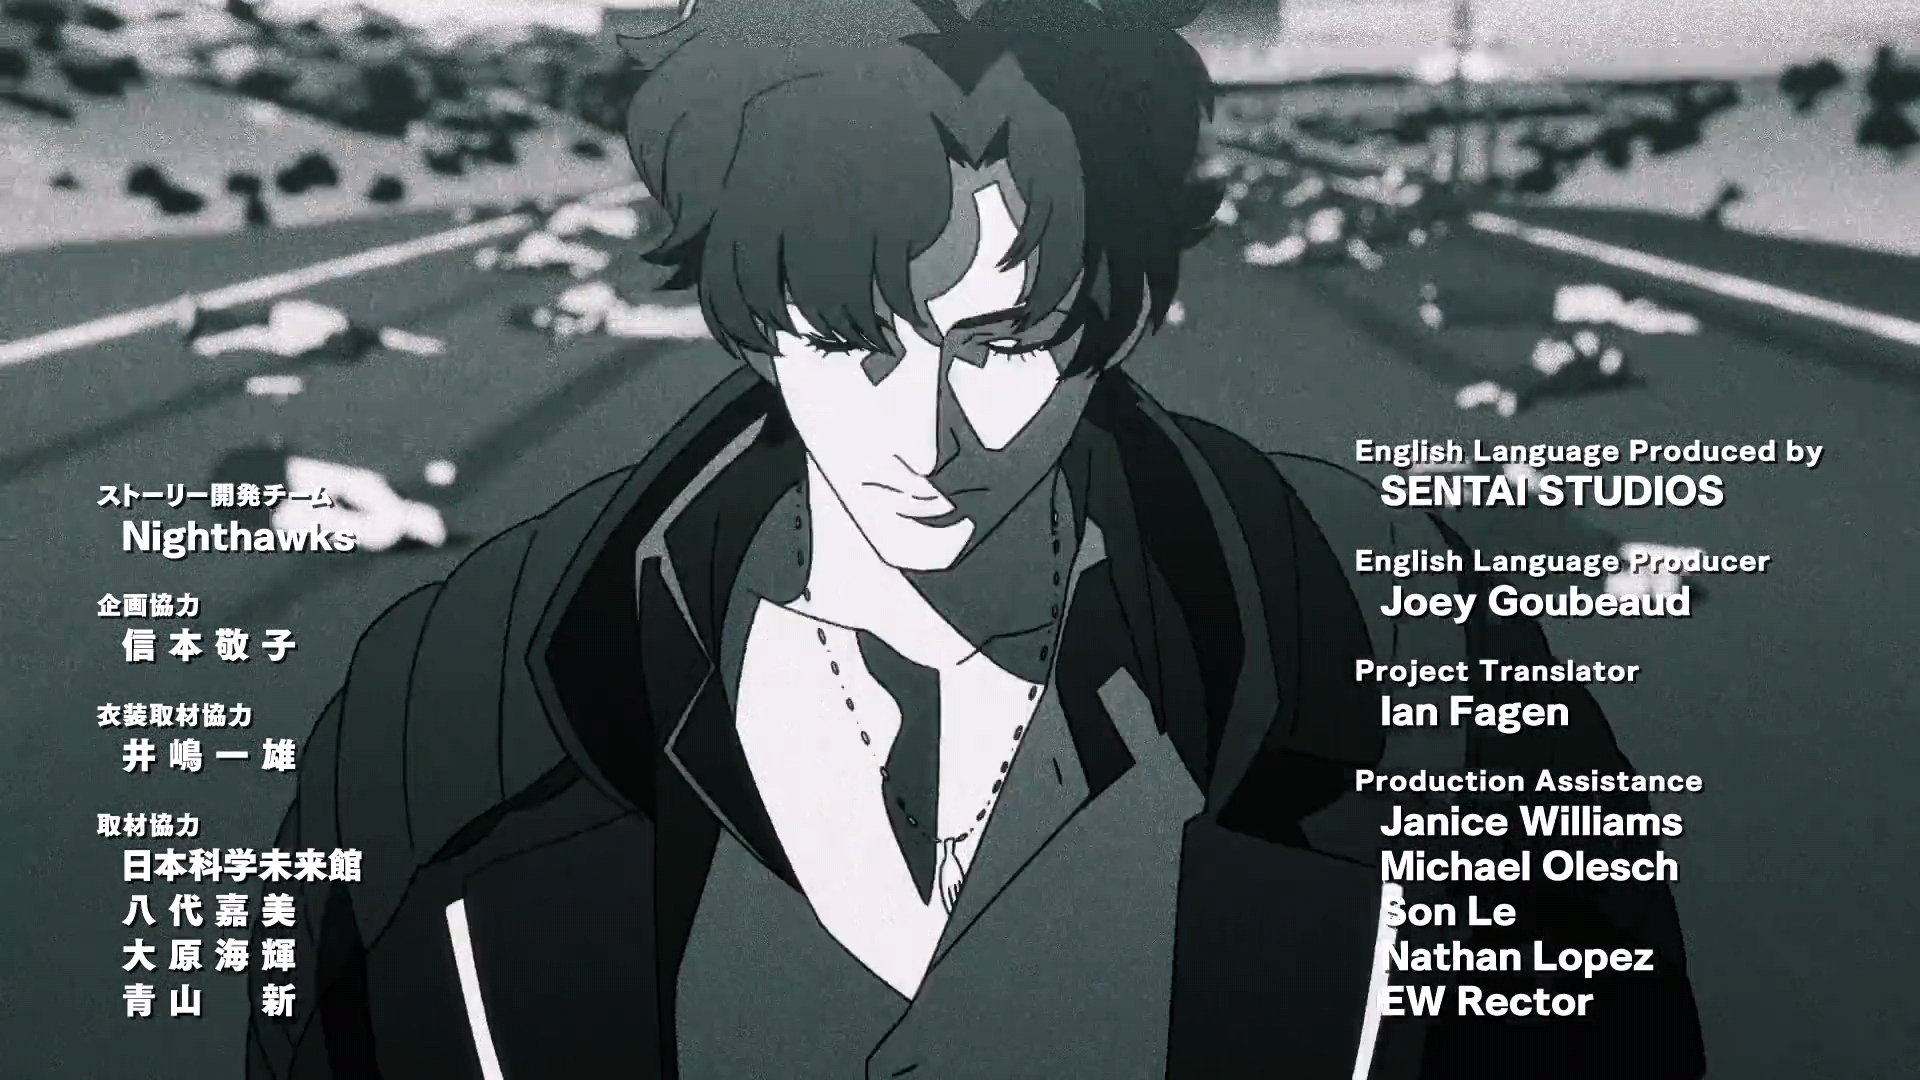 ストーリー開発チーム
Nighthawks
企画協力
信本敬子
衣装取材協力
井嶋一雄
取材協力
日本科学未来館
八代嘉美
大原海輝
青山 新
English Language Produced by
SENTAI STUDIOS
English Language Producer
Joey Goubeaud
Project Translator
Ian Fagen
Production Assistance
Janice Williams
Michael Olesch
Son Le
Nathan Lopez
EW Rector